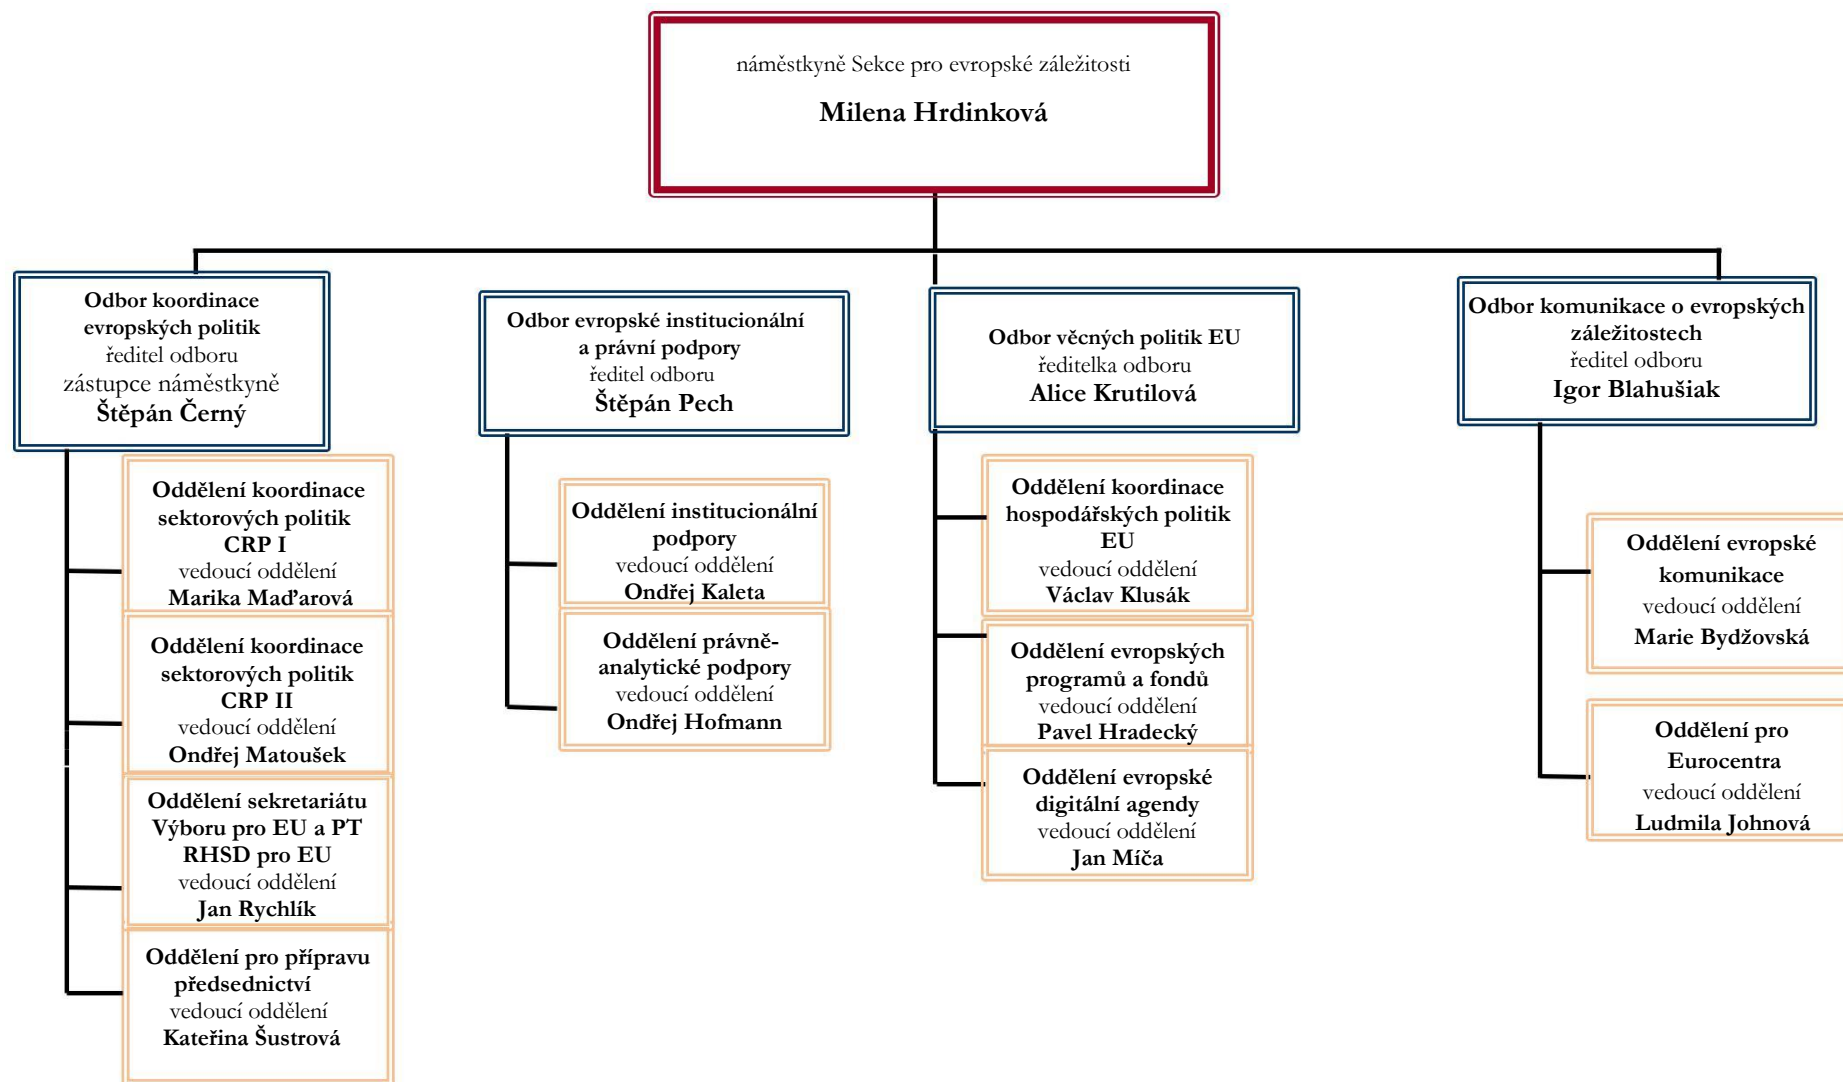 náměstkyně Sekce pro evropské záležitosti
Milena Hrdinková
Odbor koordinace
evropských politik
ředitel odboru
zástupce náměstkyně
Štěpán Černý
Oddělení koordinace
sektorových politik
CRP I
vedoucí oddělení
Marika Maďarová
Oddělení koordinace
sektorových politik
CRP II
vedoucí oddělení
Ondřej Matoušek
Oddělení sekretariátu
Výboru pro EU a PT
RHSD pro EU
vedoucí oddělení
Jan Rychlík
Oddělení pro přípravu
předsednictví
vedoucí oddělení
Kateřina Šustrová
Odbor evropské institucionální
a právní podpory
ředitel odboru
Štěpán Pech
Oddělení institucionální
podpory
vedoucí oddělení
Ondřej Kaleta
Oddělení právně-
analytické podpory
vedoucí oddělení
Ondřej Hofmann
Odbor věcných politik EU
ředitelka odboru
Alice Krutilová
Oddělení koordinace
hospodářských politik
EU
vedoucí oddělení
Václav Klusák
Oddělení evropských
programů a fondů
vedoucí oddělení
Pavel Hradecký
Oddělení evropské
digitální agendy
vedoucí oddělení
Jan Míča
Odbor komunikace o evropských
záležitostech
ředitel odboru
Igor Blahušiak
Oddělení evropské
komunikace
vedoucí oddělení
Marie Bydžovská
Oddělení pro
Eurocentra
vedoucí oddělení
Ludmila Johnová